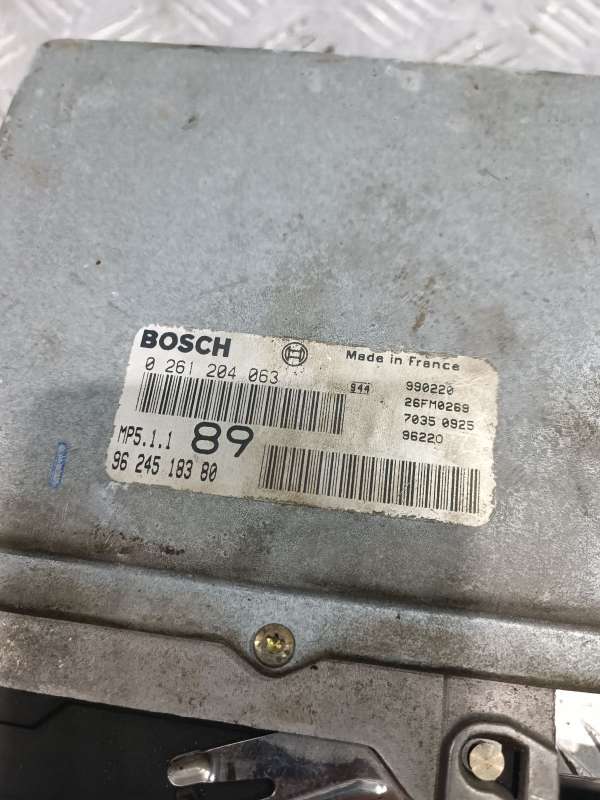 BOSCH Made in France
0 261 204 063 944 990220
26FM0269
7035 0925
MP5.1.1 89 96220
96 245 183 80